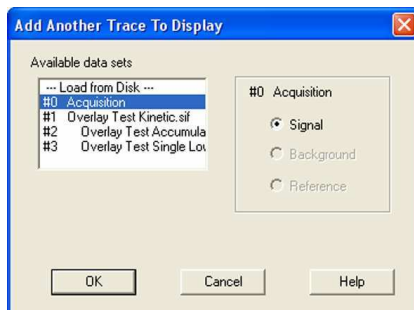 Add Another Trace To Display
Available data sets
--- Load from Disk ---
#0 Acquisition
#1 Overlay Test Kinetic.sif
#2 Overlay Test Accumula
#3 Overlay Test Single Lov
#0 Acquisition
Signal
Background
Reference
OK
Cancel
Help